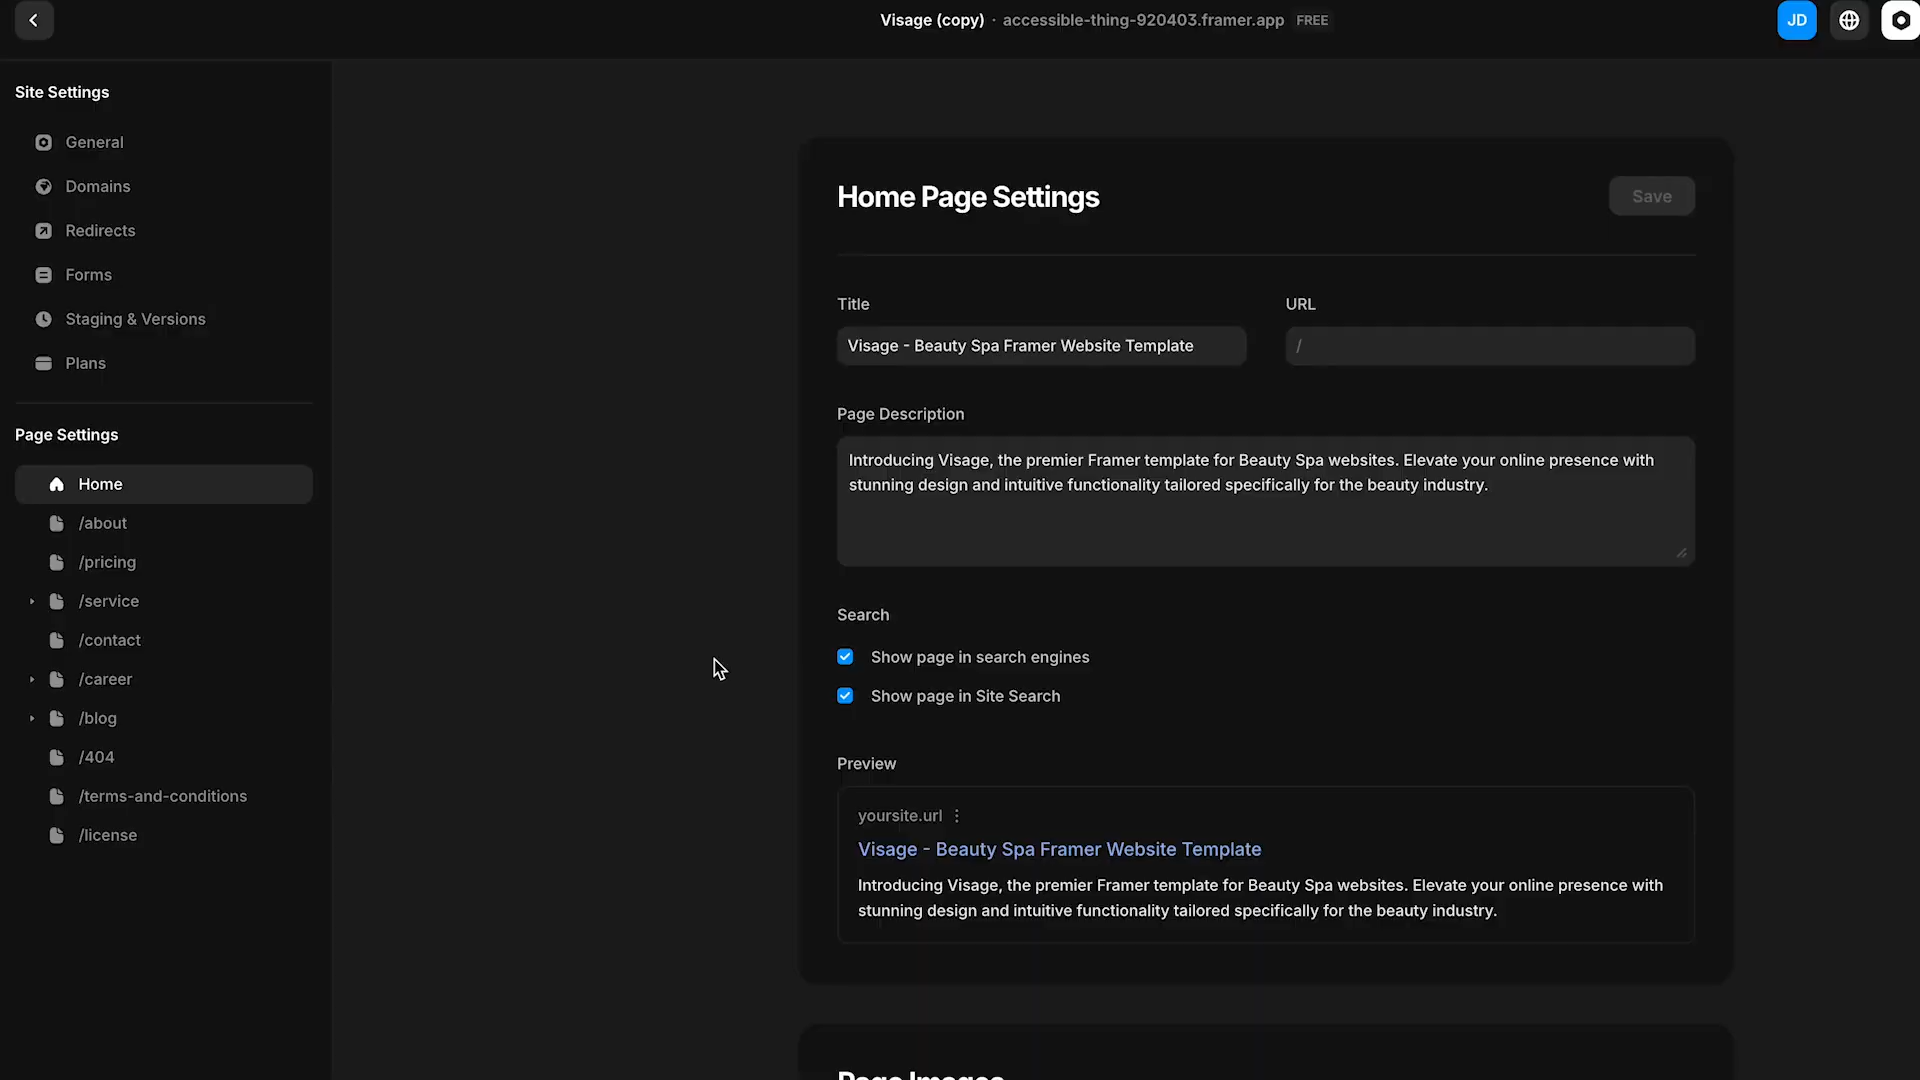 Visage (copy) · accessible-thing-920403.framer.app FREE
JD
Site Settings
General
Domains
Redirects
Forms
Staging & Versions
Plans
Page Settings
Home
/about
/pricing
/service
/contact
/career
/blog
/404
/terms-and-conditions
/license
Home Page Settings
Save
Title
URL
Visage - Beauty Spa Framer Website Template
/
Page Description
Introducing Visage, the premier Framer template for Beauty Spa websites. Elevate your online presence with
stunning design and intuitive functionality tailored specifically for the beauty industry.
Search
Show page in search engines
Show page in Site Search
Preview
yoursite.url
Visage - Beauty Spa Framer Website Template
Introducing Visage, the premier Framer template for Beauty Spa websites. Elevate your online presence with
stunning design and intuitive functionality tailored specifically for the beauty industry.
Page Images